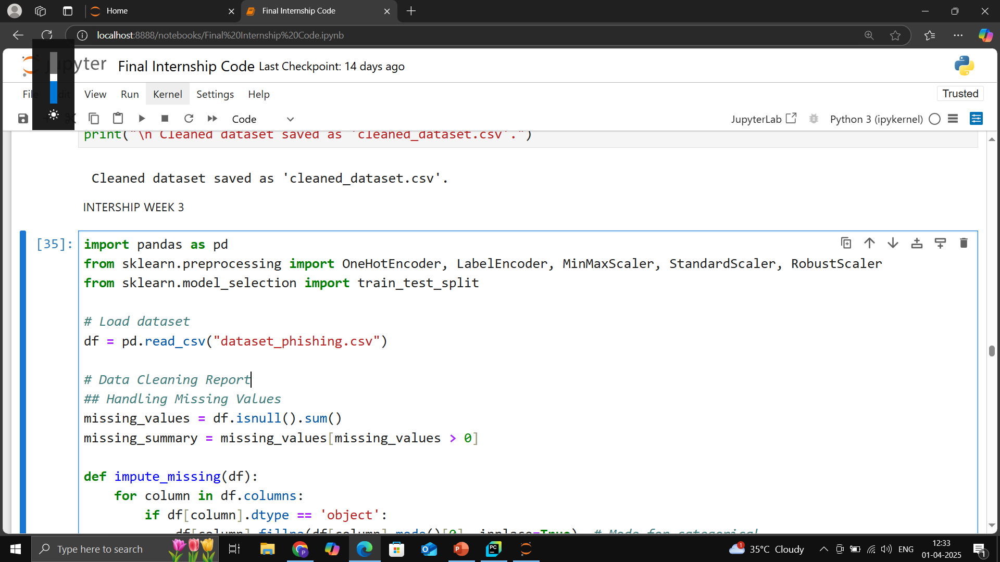 Home
Final Internship Code
localhost:8888/notebooks/Final%20Internship%20Code.ipynb
jupyter Final Internship Code Last Checkpoint: 14 days ago
File Edit View Run Kernel Settings Help
Trusted
Code
JupyterLab
Python 3 (ipykernel)
print("\n Cleaned dataset saved as 'cleaned_dataset.csv'.")
Cleaned dataset saved as 'cleaned_dataset.csv'.
INTERSHIP WEEK 3
[35]:
import pandas as pd
from sklearn.preprocessing import OneHotEncoder, LabelEncoder, MinMaxScaler, StandardScaler, RobustScaler
from sklearn.model_selection import train_test_split
# Load dataset
df = pd.read_csv("dataset_phishing.csv")
# Data Cleaning Report
## Handling Missing Values
missing_values = df.isnull().sum()
missing_summary = missing_values[missing_values > 0]
def impute_missing(df):
for column in df.columns:
if df[column].dtype == 'object':
df[column].fillna(df[column].mode()[0], inplace=True) # Mode for categorical
Type here to search
P
P
PC
1
35°C Cloudy
ENG
12:33
01-04-2025
1